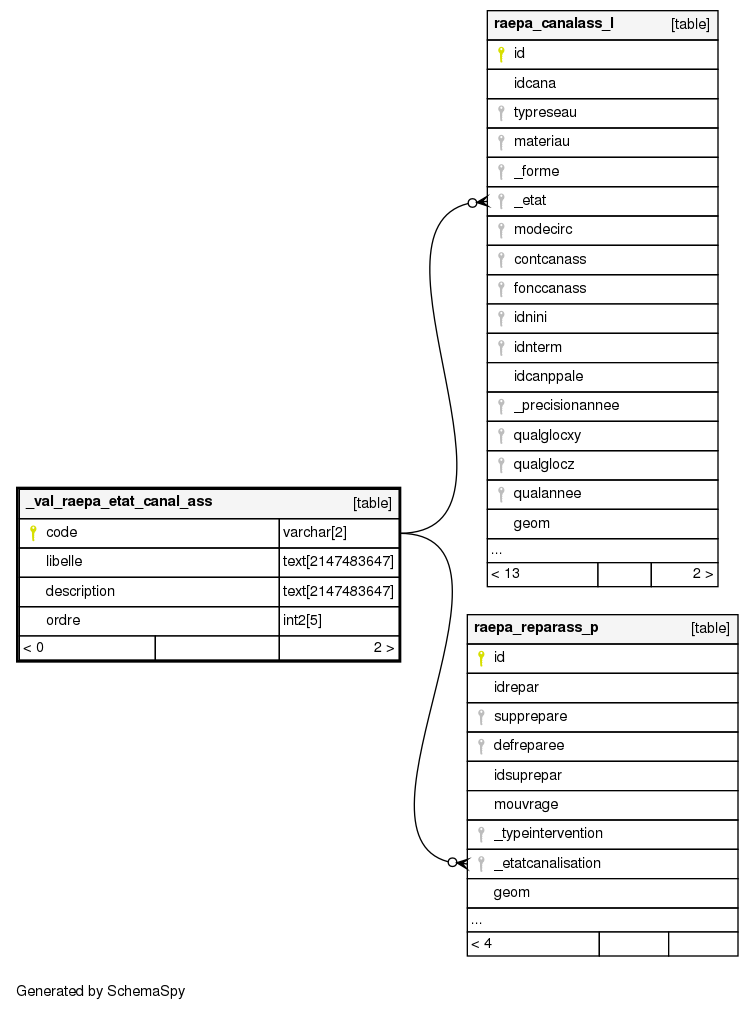 raepa_canalass_l [table]
id
idcana
typreseau
materiau
_forme
_etat
modecirc
contcanass
fonccanass
idnini
idnterm
idcanppale
_precisionannee
qualglocxy
qualglocz
qualannee
geom
...
< 13 2 >
_val_raepa_etat_canal_ass [table]
code varchar[2]
libelle text[2147483647]
description text[2147483647]
ordre int2[5]
< 0 2 >
raepa_reparass_p [table]
id
idrepar
supprepare
defreparee
idsuprepar
mouvrage
_typeintervention
_etatcanalisation
geom
...
< 4
Generated by SchemaSpy